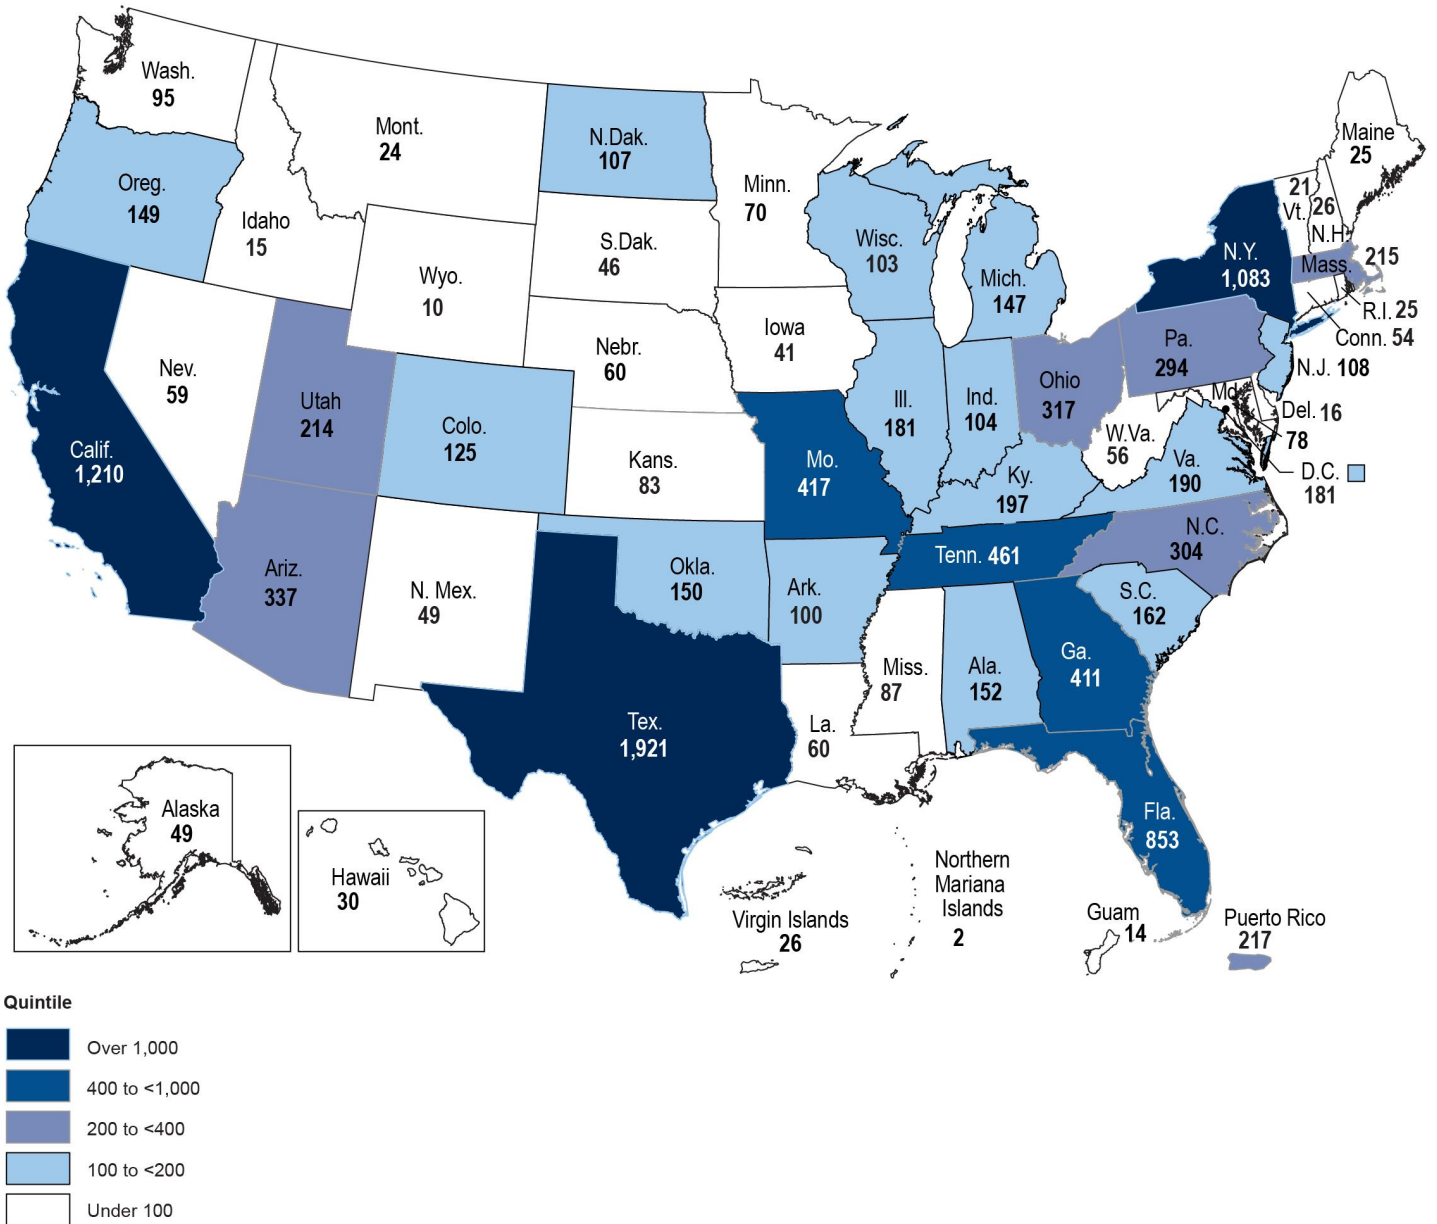 Wash.
95
Mont.
24
N.Dak.
107
Minn.
70
Maine
25
Oreg.
149
Idaho
15
21
Vt.
26
N.H.
S.Dak.
46
Wisc.
103
N.Y.
1,083
Mass.
215
Wyo.
10
Mich.
147
R.I. 25
Conn. 54
Iowa
41
Nebr.
60
Nev.
59
Pa.
294
N.J. 108
Ohio
317
Utah
214
Ill.
181
Ind.
104
Md.
78
Del. 16
Colo.
125
W.Va.
56
Calif.
1,210
Kans.
83
Mo.
417
Va.
190
D.C.
181
Ky.
197
N.C.
304
Tenn. 461
Ariz.
337
N. Mex.
49
Okla.
150
Ark.
100
S.C.
162
Miss.
87
Ala.
152
Ga.
411
Tex.
1,921
La.
60
Alaska
49
Hawaii
30
Fla.
853
Virgin Islands
26
Northern
Mariana
Islands
2
Guam
14
Puerto Rico
217
Quintile
Over 1,000
400 to <1,000
200 to <400
100 to <200
Under 100